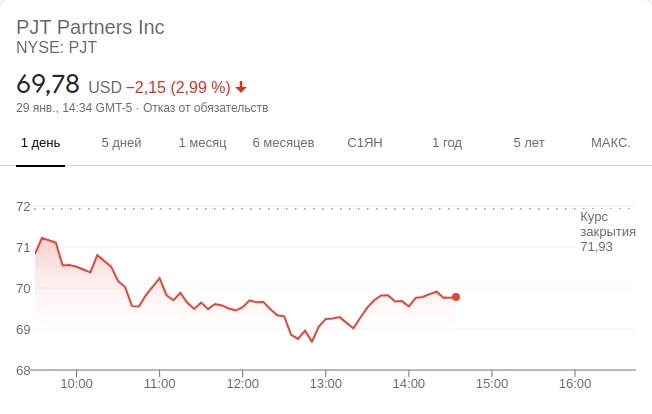 PJT Partners Inc
NYSE: PJT
69,78 USD −2,15 (2,99 %)
29 янв., 14:34 GMT-5 · Отказ от обязательств
1 день 5 дней 1 месяц 6 месяцев С1ЯН 1 год 5 лет МАКС.
72
Курс
закрытия
71,93
71
70
69
68
10:00 11:00 12:00 13:00 14:00 15:00 16:00